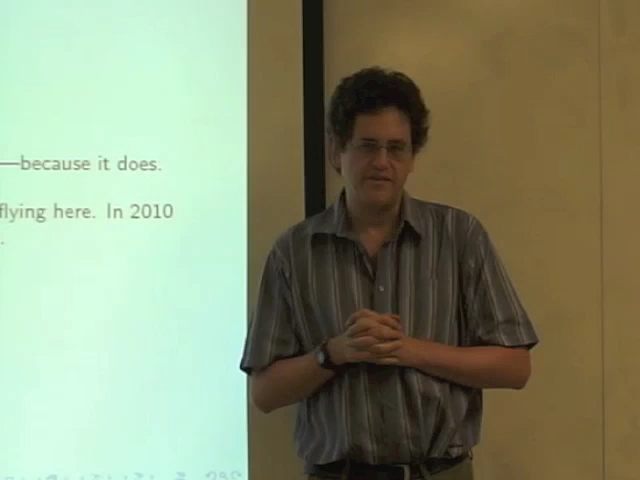 —because it does.
flying here. In 2010
.